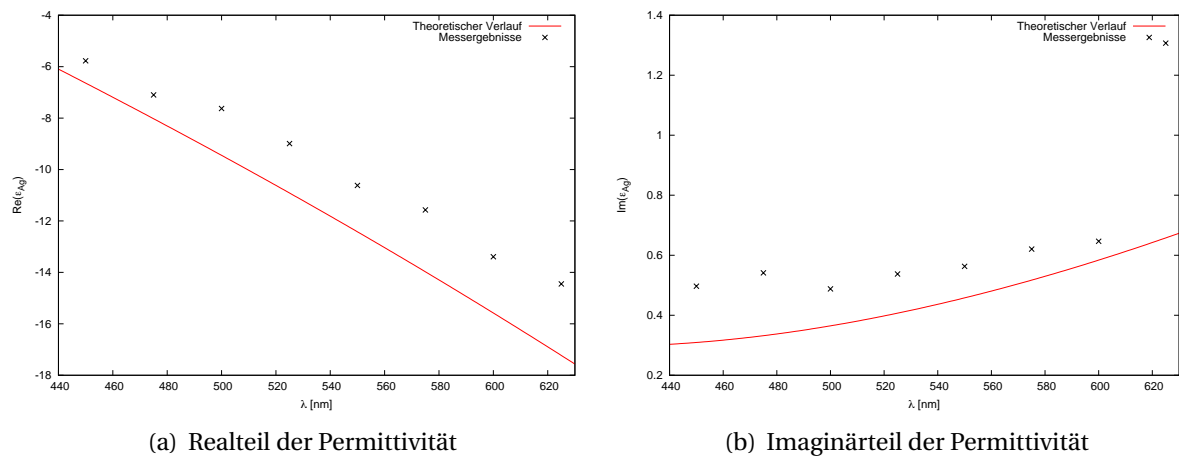 Theoretischer Verlauf
Messergebnisse
-4
-6
-8
-10
-12
-14
-16
-18
Re(ε_Ag)
440 460 480 500 520 540 560 580 600 620
λ [nm]
(a) Realteil der Permittivität
Theoretischer Verlauf
Messergebnisse
1.4
1.2
1
0.8
0.6
0.4
0.2
Im(ε_Ag)
440 460 480 500 520 540 560 580 600 620
λ [nm]
(b) Imaginärteil der Permittivität